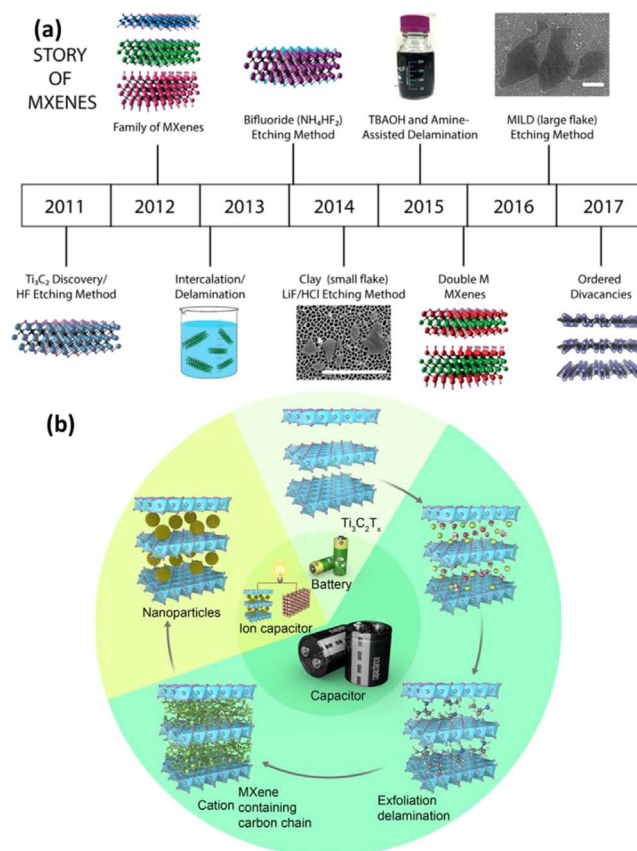 (a)
STORY
OF
MXENES
Family of MXenes
Bifluoride (NH₄HF₂)
Etching Method
TBAOH and Amine-
Assisted Delamination
MILD (large flake)
Etching Method
2011
2012
2013
2014
2015
2016
2017
Ti₃C₂ Discovery/
HF Etching Method
Intercalation/
Delamination
Clay (small flake)
LiF/HCl Etching Method
Double M
MXenes
Ordered
Divacancies
(b)
Ti₃C₂Tₓ
Battery
Nanoparticles
Ion capacitor
Capacitor
Cation
MXene
containing
carbon chain
Exfoliation
delamination